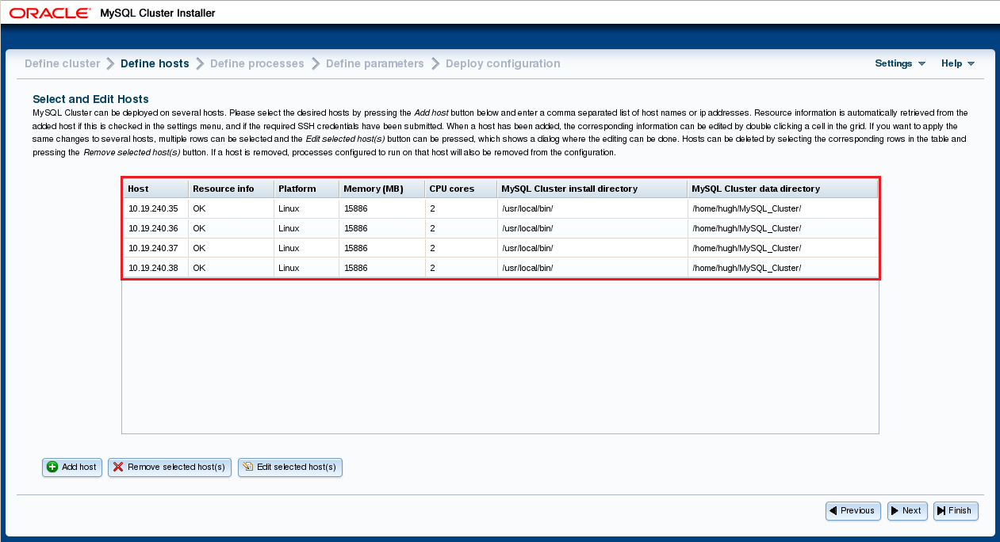 ORACLE MySQL Cluster Installer
Define cluster Define hosts Define processes Define parameters Deploy configuration Settings Help
Select and Edit Hosts
MySQL Cluster can be deployed on several hosts. Please select the desired hosts by pressing the Add host button below and enter a comma separated list of host names or ip addresses. Resource information is automatically retrieved from the
added host if this is checked in the settings menu, and if the required SSH credentials have been submitted. When a host has been added, the corresponding information can be edited by double clicking a cell in the grid. If you want to apply the
same changes to several hosts, multiple rows can be selected and the Edit selected host(s) button can be pressed, which shows a dialog where the editing can be done. Hosts can be deleted by selecting the corresponding rows in the table and
pressing the Remove selected host(s) button. If a host is removed, processes configured to run on that host will also be removed from the configuration.
Host Resource info Platform Memory (MB) CPU cores MySQL Cluster install directory MySQL Cluster data directory
10.19.240.35 OK Linux 15886 2 /usr/local/bin/ /home/hugh/MySQL_Cluster/
10.19.240.36 OK Linux 15886 2 /usr/local/bin/ /home/hugh/MySQL_Cluster/
10.19.240.37 OK Linux 15886 2 /usr/local/bin/ /home/hugh/MySQL_Cluster/
10.19.240.38 OK Linux 15886 2 /usr/local/bin/ /home/hugh/MySQL_Cluster/
Add host Remove selected host(s) Edit selected host(s)
Previous Next Finish